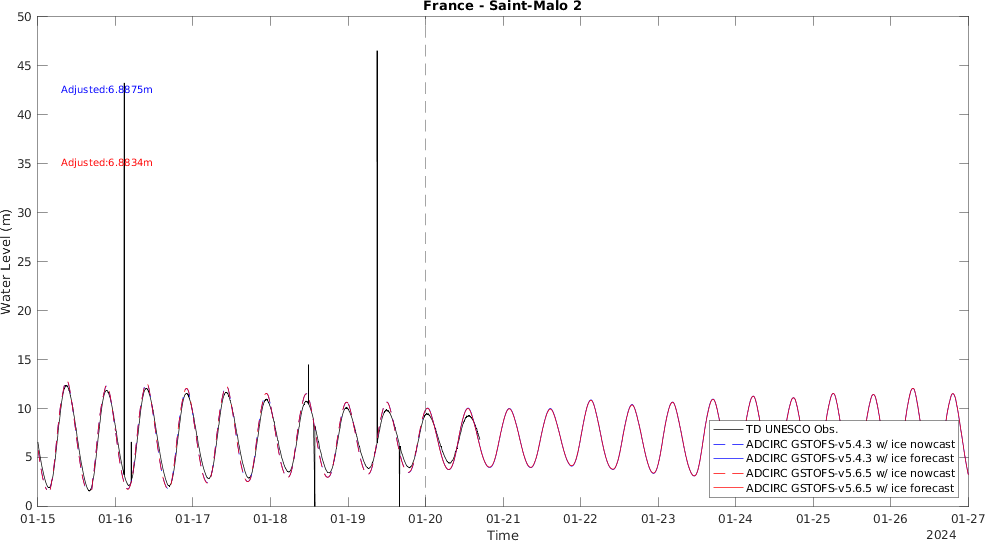 France - Saint-Malo 2
50
45
40
35
30
25
20
15
10
5
0
Water Level (m)
Adjusted:6.8875m
Adjusted:6.8834m
TD UNESCO Obs.
ADCIRC GSTOFS-v5.4.3 w/ ice nowcast
ADCIRC GSTOFS-v5.4.3 w/ ice forecast
ADCIRC GSTOFS-v5.6.5 w/ ice nowcast
ADCIRC GSTOFS-v5.6.5 w/ ice forecast
01-15 01-16 01-17 01-18 01-19 01-20 01-21 01-22 01-23 01-24 01-25 01-26 01-27
Time
2024